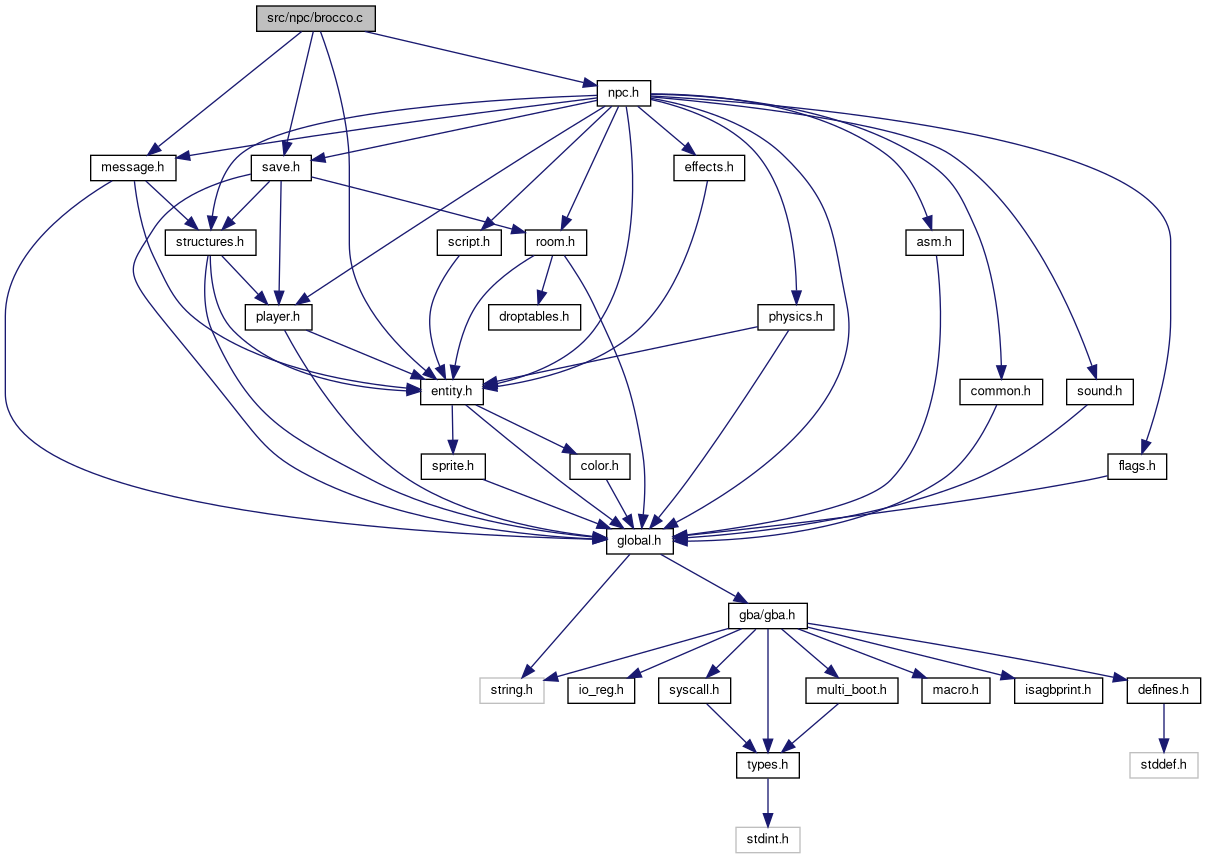 src/npc/brocco.c
npc.h
message.h
save.h
effects.h
structures.h
script.h
room.h
asm.h
player.h
droptables.h
physics.h
entity.h
common.h
sound.h
sprite.h
color.h
flags.h
global.h
gba/gba.h
string.h
io_reg.h
syscall.h
multi_boot.h
macro.h
isagbprint.h
defines.h
types.h
stddef.h
stdint.h